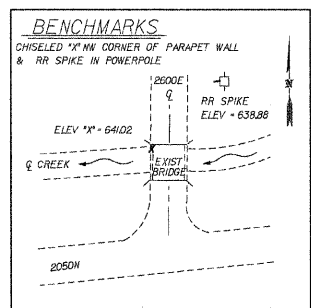 BENCHMARKS
CHISELED "X" NW CORNER OF PARAPET WALL
& RR SPIKE IN POWERPOLE
2600E
℄
N
RR SPIKE
ELEV = 638.88
ELEV "X" = 641.02
X
℄ CREEK
EXIST
BRIDGE
2050N